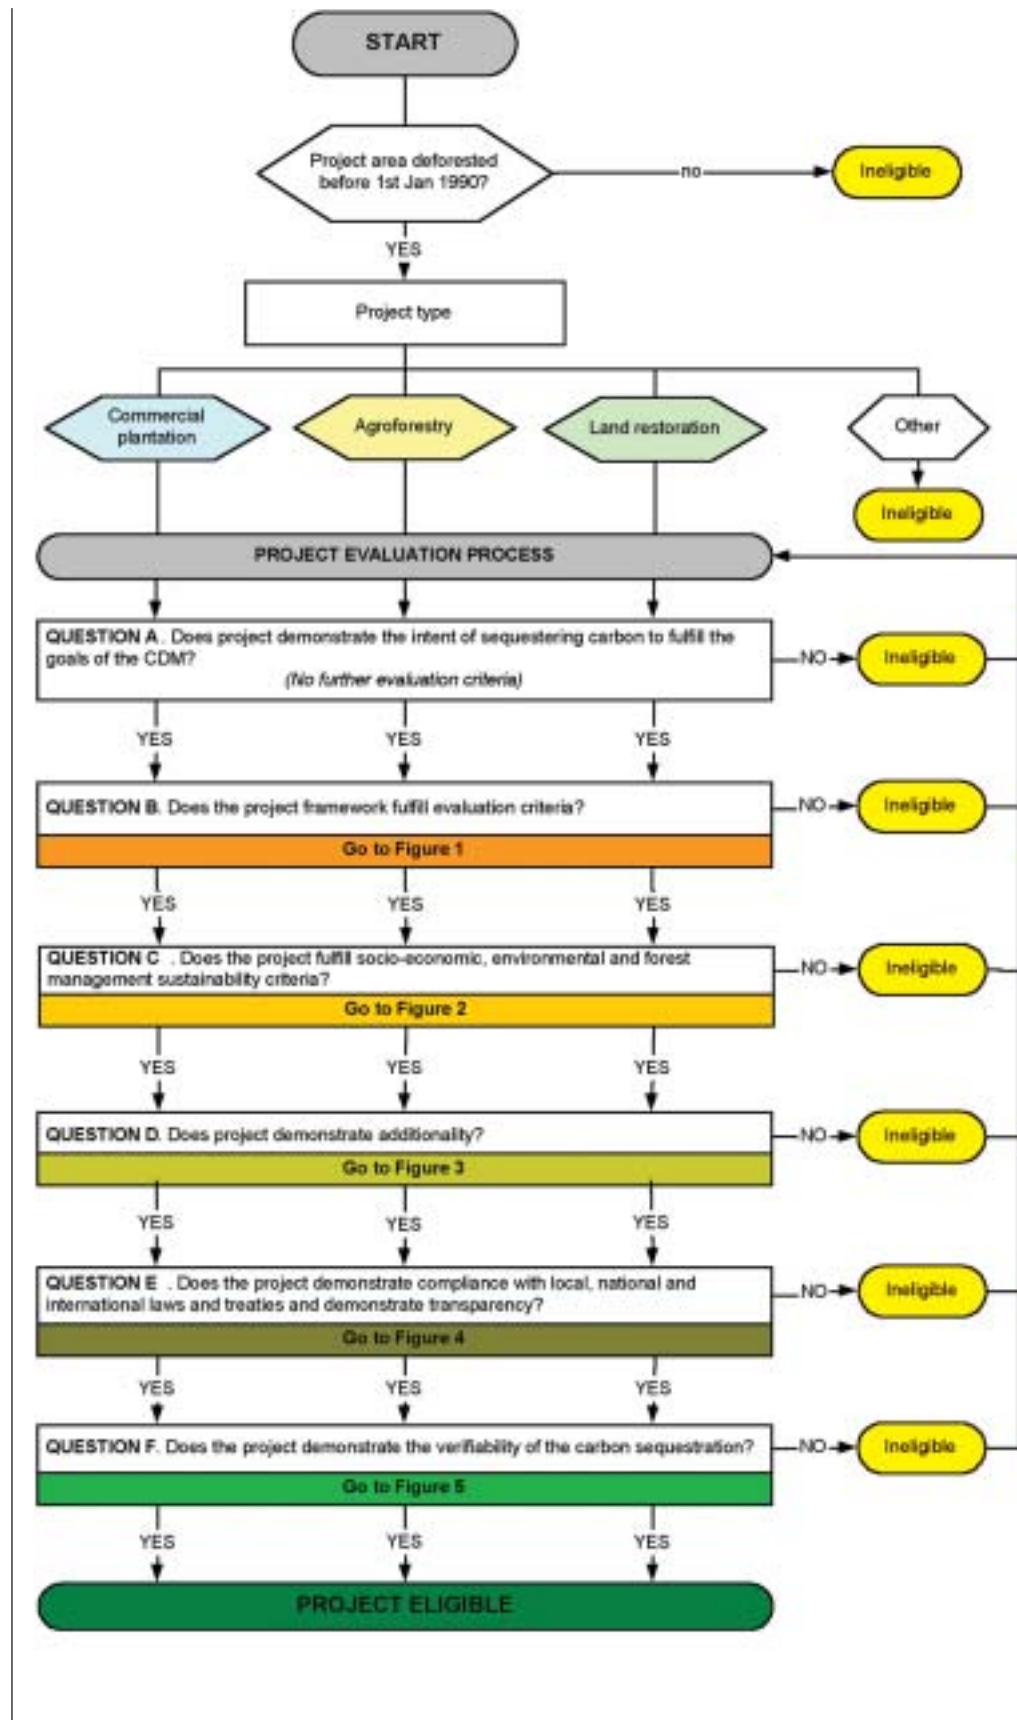 START
Project area deforested
before 1st Jan 1990?
no
Ineligible
YES
Project type
Commercial
plantation
Agroforestry
Land restoration
Other
Ineligible
PROJECT EVALUATION PROCESS
QUESTION A. Does project demonstrate the intent of sequestering carbon to fulfill the
goals of the CDM?
(No further evaluation criteria)
NO
Ineligible
YES YES YES
QUESTION B. Does the project framework fulfill evaluation criteria?
Go to Figure 1
NO
Ineligible
YES YES YES
QUESTION C . Does the project fulfill socio-economic, environmental and forest
management sustainability criteria?
Go to Figure 2
NO
Ineligible
YES YES YES
QUESTION D. Does project demonstrate additionality?
Go to Figure 3
NO
Ineligible
YES YES YES
QUESTION E . Does the project demonstrate compliance with local, national and
international laws and treaties and demonstrate transparency?
Go to Figure 4
NO
Ineligible
YES YES YES
QUESTION F. Does the project demonstrate the verifiability of the carbon sequestration?
Go to Figure 5
NO
Ineligible
YES YES YES
PROJECT ELIGIBLE